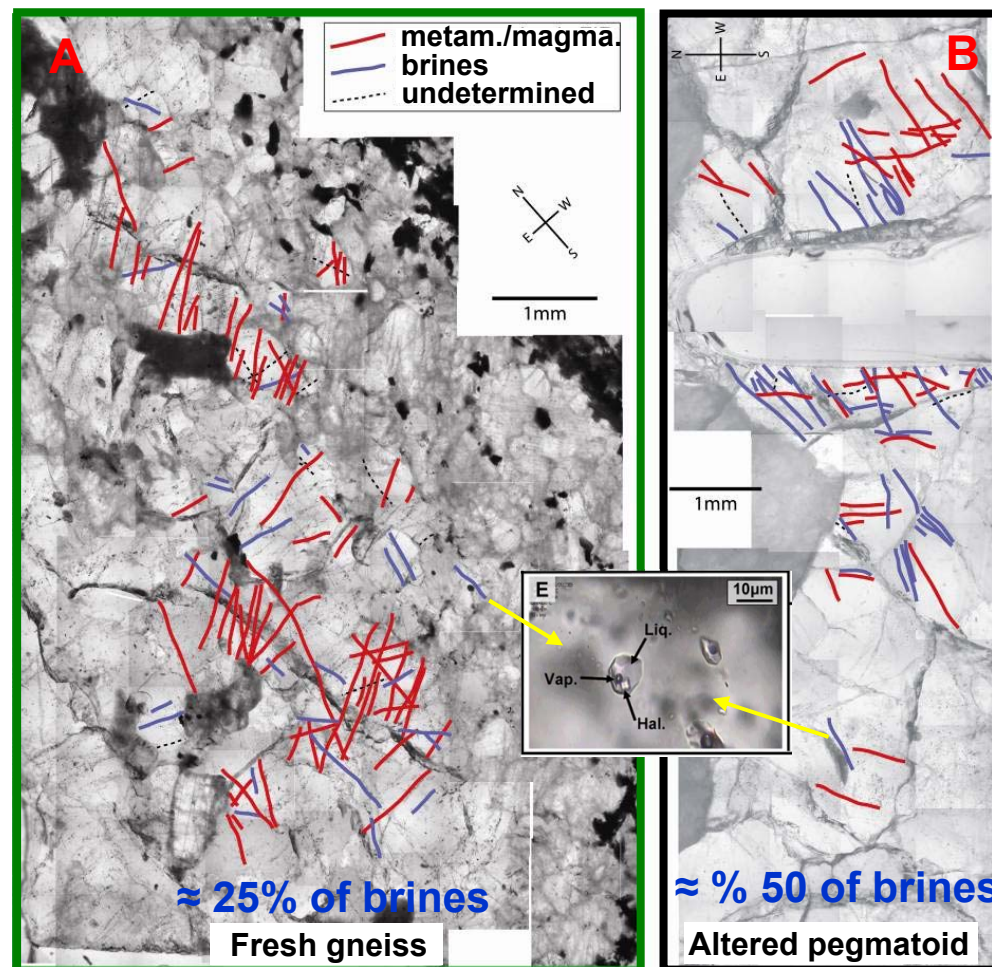 A
metam./magma.
brines
undetermined
N
W
E
S
1mm
≈ 25% of brines
Fresh gneiss
B
W
N
S
E
1mm
E
10µm
Liq.
Vap.
Hal.
≈ % 50 of brines
Altered pegmatoid